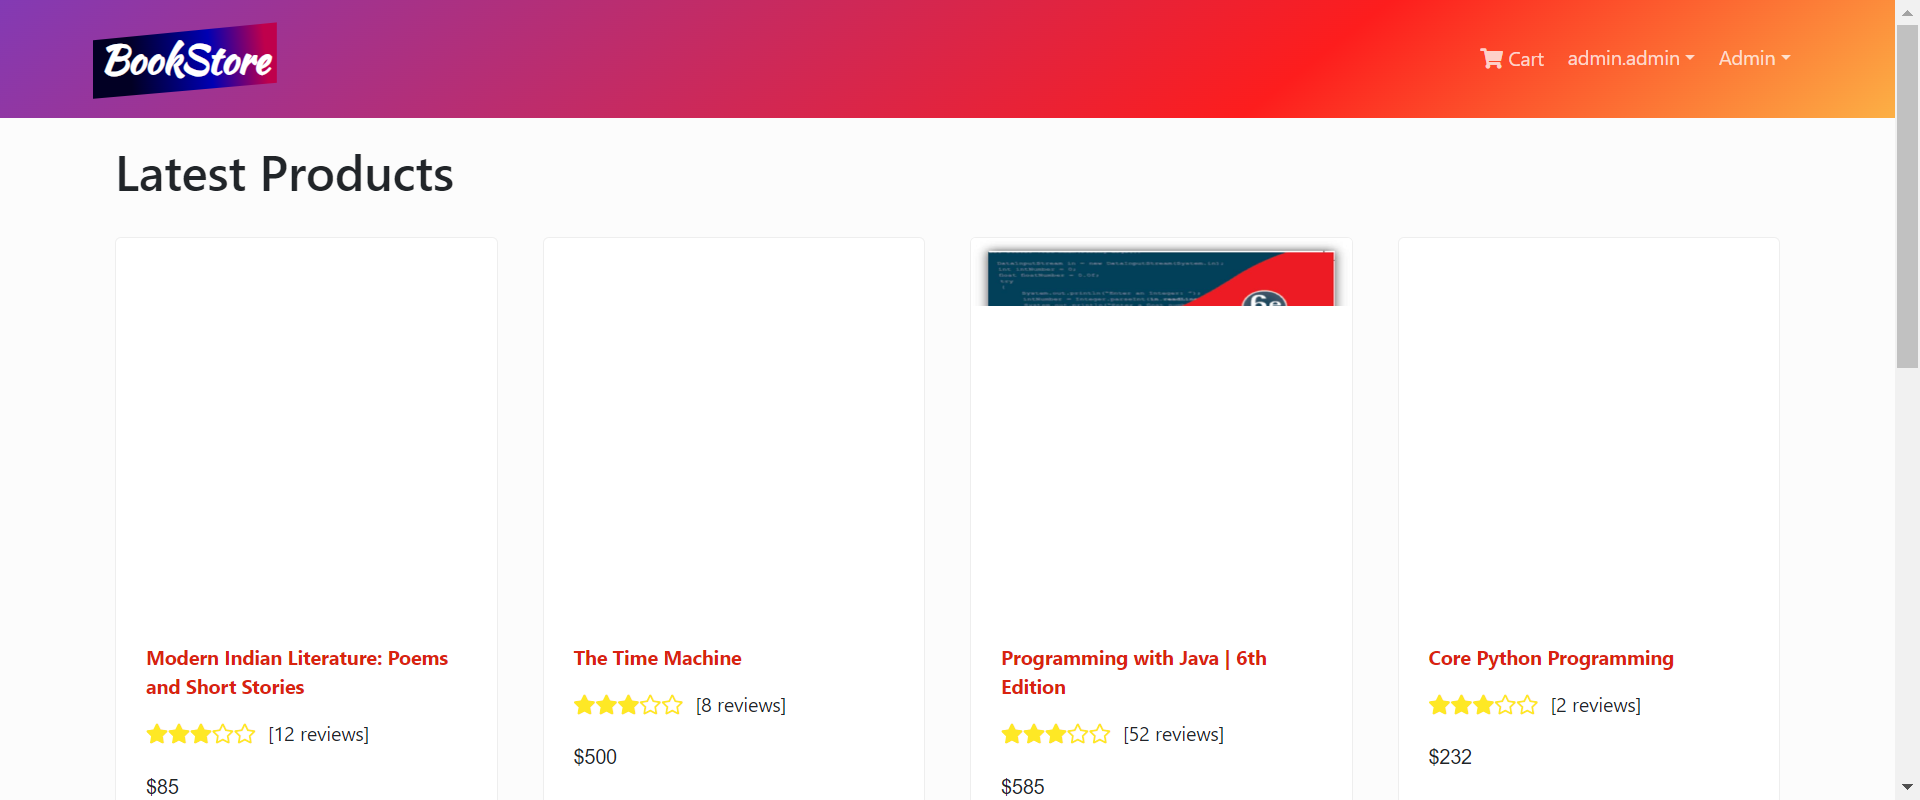 BookStore
Cart admin.admin Admin
Latest Products
6e
Modern Indian Literature: Poems
and Short Stories
[12 reviews]
$85
The Time Machine
[8 reviews]
$500
Programming with Java | 6th
Edition
[52 reviews]
$585
Core Python Programming
[2 reviews]
$232